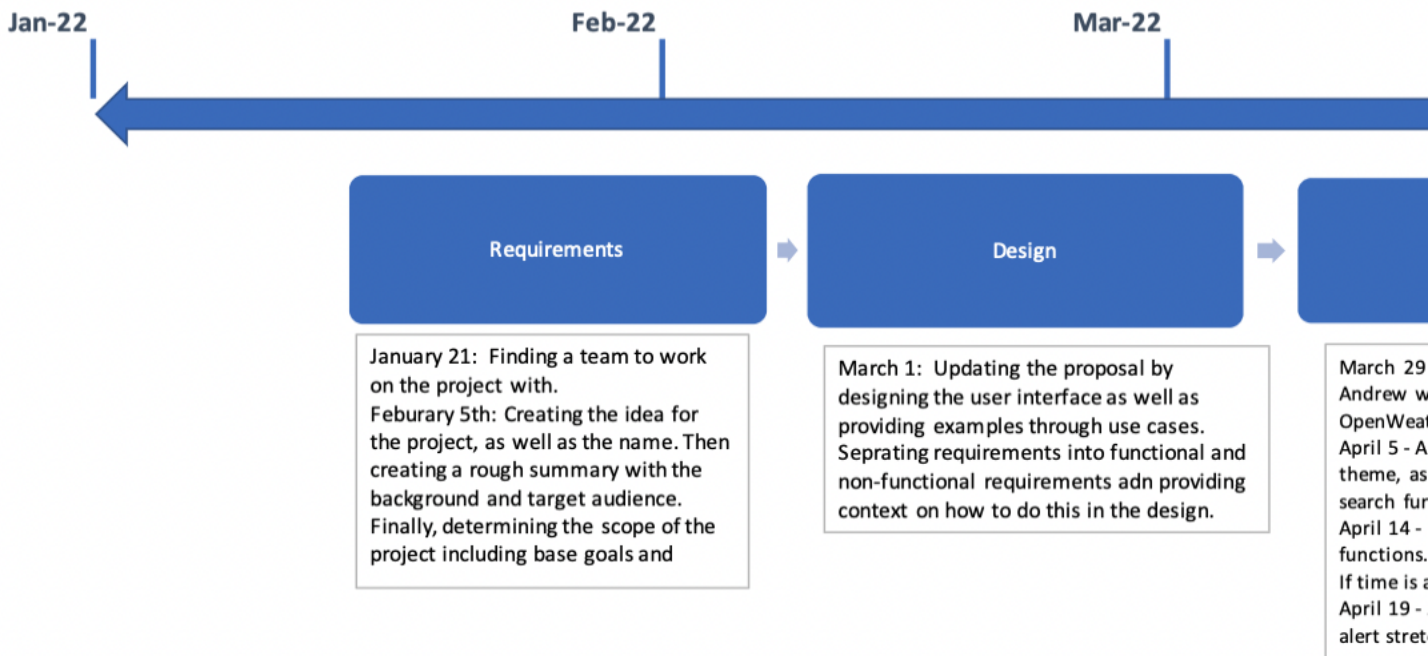 Jan-22
Feb-22
Mar-22
Requirements
Design
January 21: Finding a team to work
on the project with.
Feburary 5th: Creating the idea for
the project, as well as the name. Then
creating a rough summary with the
background and target audience.
Finally, determining the scope of the
project including base goals and
March 1: Updating the proposal by
designing the user interface as well as
providing examples through use cases.
Seprating requirements into functional and
non-functional requirements adn providing
context on how to do this in the design.
March 29
Andrew
April 5 -
theme, as
search
April 14 -
functions.
If time is
April 19 -
alert